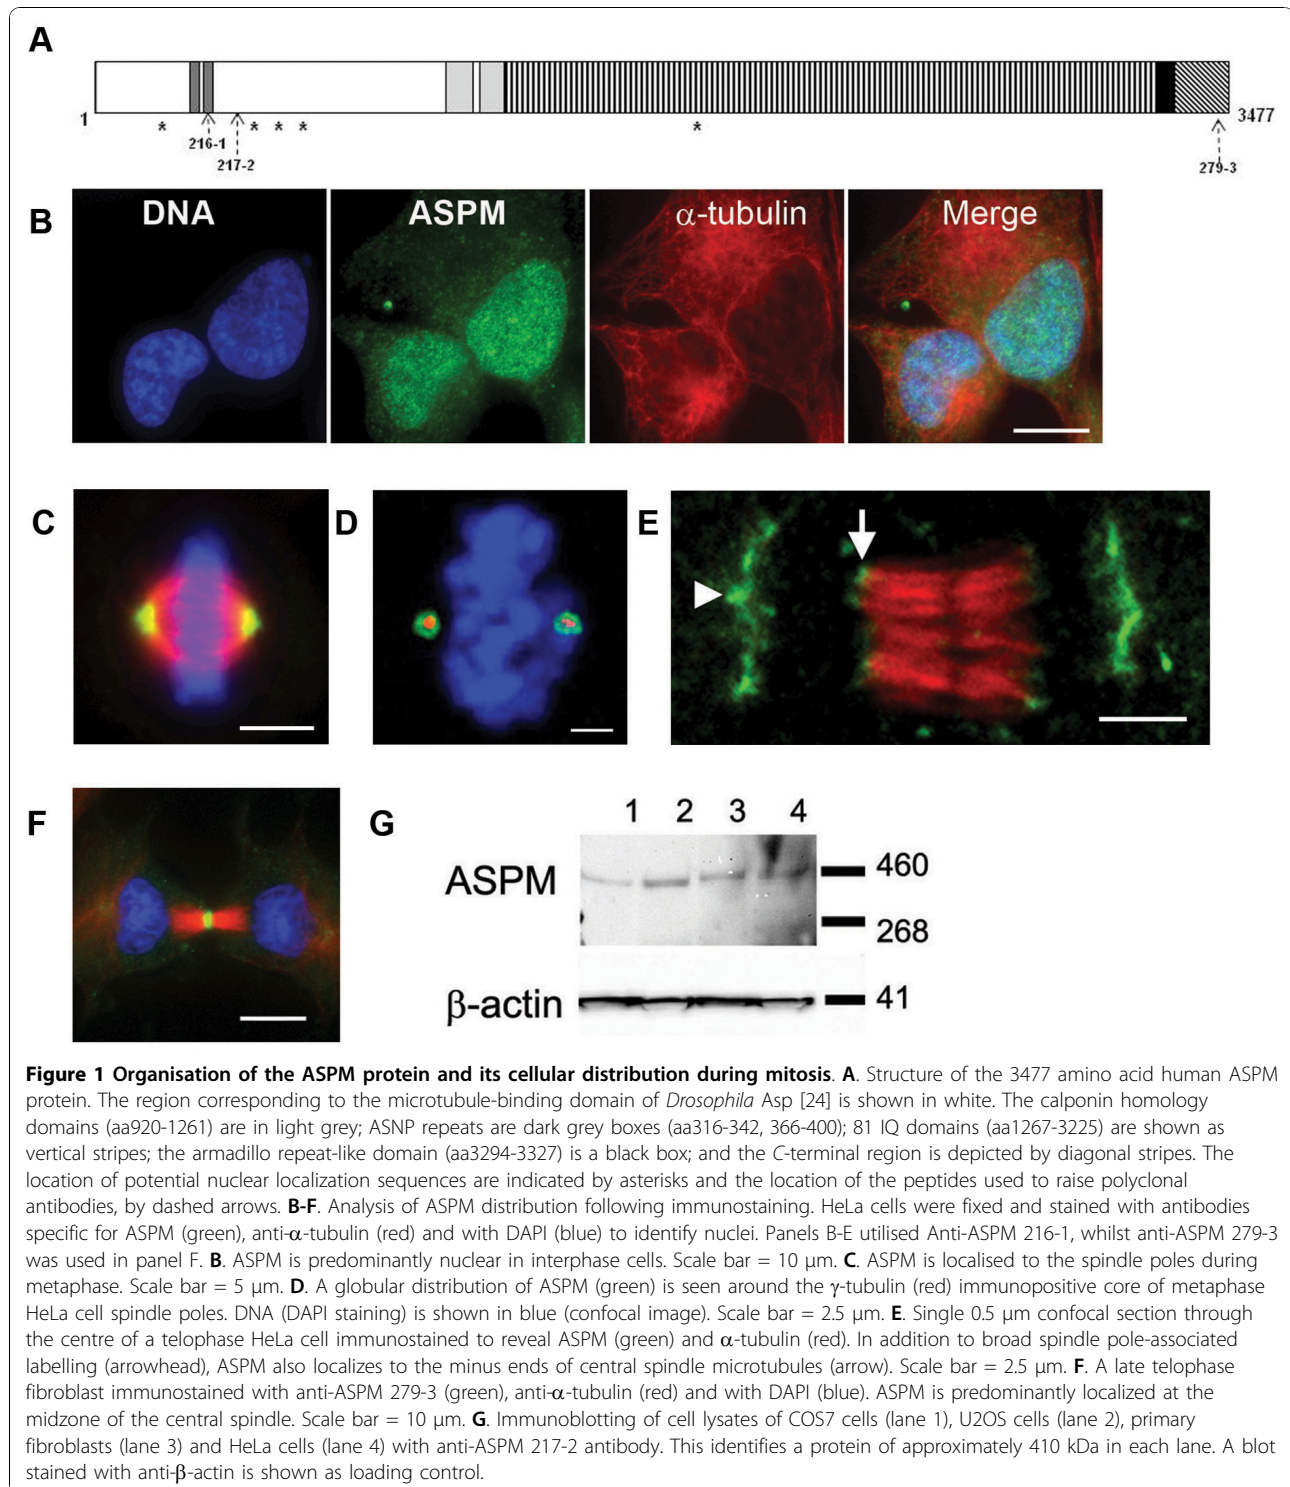 A
1
* * * * *
3477
216-1
217-2
279-3
B
DNA
ASPM
α-tubulin
Merge
C
D
E
F
G
1 2 3 4
ASPM
460
268
β-actin
41
Figure 1 Organisation of the ASPM protein and its cellular distribution during mitosis. A. Structure of the 3477 amino acid human ASPM
protein. The region corresponding to the microtubule-binding domain of Drosophila Asp [24] is shown in white. The calponin homology
domains (aa920-1261) are in light grey; ASNP repeats are dark grey boxes (aa316-342, 366-400); 81 IQ domains (aa1267-3225) are shown as
vertical stripes; the armadillo repeat-like domain (aa3294-3327) is a black box; and the C-terminal region is depicted by diagonal stripes. The
location of potential nuclear localization sequences are indicated by asterisks and the location of the peptides used to raise polyclonal
antibodies, by dashed arrows. B-F. Analysis of ASPM distribution following immunostaining. HeLa cells were fixed and stained with antibodies
specific for ASPM (green), anti-α-tubulin (red) and with DAPI (blue) to identify nuclei. Panels B-E utilised Anti-ASPM 216-1, whilst anti-ASPM 279-3
was used in panel F. B. ASPM is predominantly nuclear in interphase cells. Scale bar = 10 μm. C. ASPM is localised to the spindle poles during
metaphase. Scale bar = 5 μm. D. A globular distribution of ASPM (green) is seen around the γ-tubulin (red) immunopositive core of metaphase
HeLa cell spindle poles. DNA (DAPI staining) is shown in blue (confocal image). Scale bar = 2.5 μm. E. Single 0.5 μm confocal section through
the centre of a telophase HeLa cell immunostained to reveal ASPM (green) and α-tubulin (red). In addition to broad spindle pole-associated
labelling (arrowhead), ASPM also localizes to the minus ends of central spindle microtubules (arrow). Scale bar = 2.5 μm. F. A late telophase
fibroblast immunostained with anti-ASPM 279-3 (green), anti-α-tubulin (red) and with DAPI (blue). ASPM is predominantly localized at the
midzone of the central spindle. Scale bar = 10 μm. G. Immunoblotting of cell lysates of COS7 cells (lane 1), U2OS cells (lane 2), primary
fibroblasts (lane 3) and HeLa cells (lane 4) with anti-ASPM 217-2 antibody. This identifies a protein of approximately 410 kDa in each lane. A blot
stained with anti-β-actin is shown as loading control.